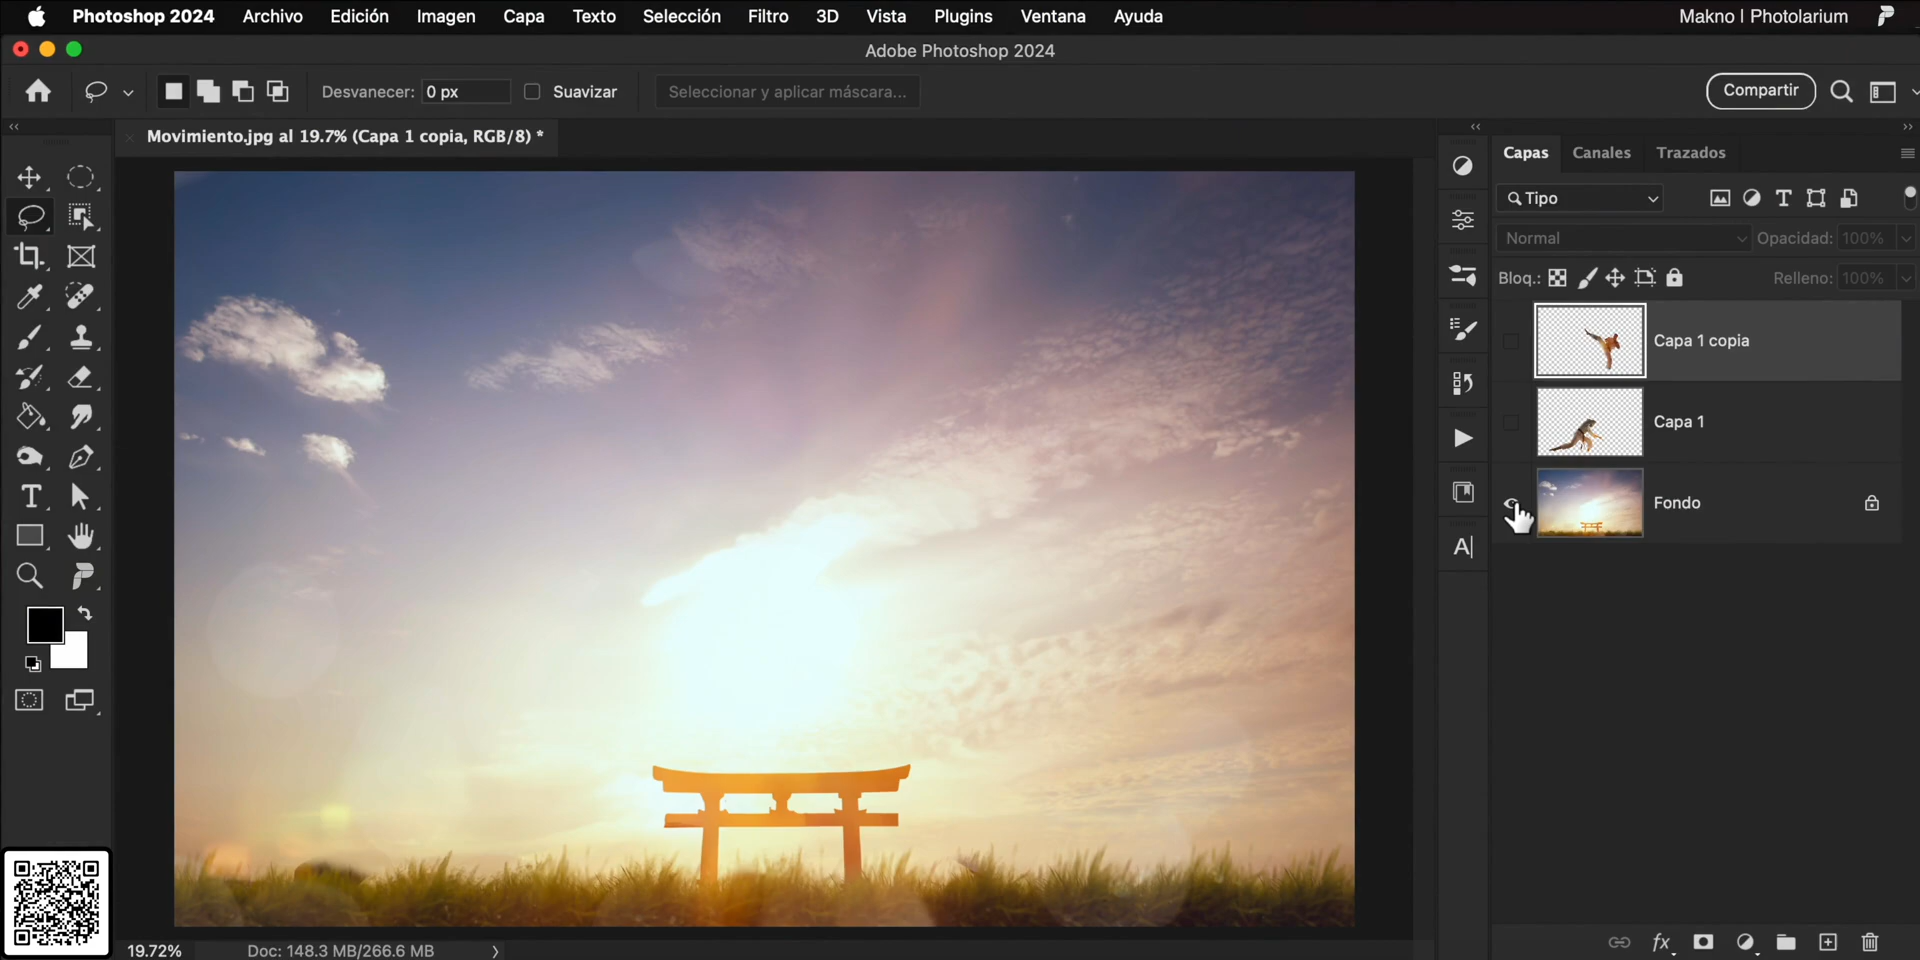 Photoshop 2024 Archivo Edición Imagen Capa Texto Selección Filtro 3D Vista Plugins Ventana Ayuda Makno | Photolarium
Adobe Photoshop 2024
Desvanecer: 0 px Suavizar Seleccionar y aplicar máscara... Compartir
Movimiento.jpg al 19.7% (Capa 1 copia, RGB/8) *
Capas Canales Trazados
Tipo
Normal Opacidad: 100%
Bloq.: Relleno: 100%
Capa 1 copia
Capa 1
Fondo
19.72% Doc: 148.3 MB/266.6 MB